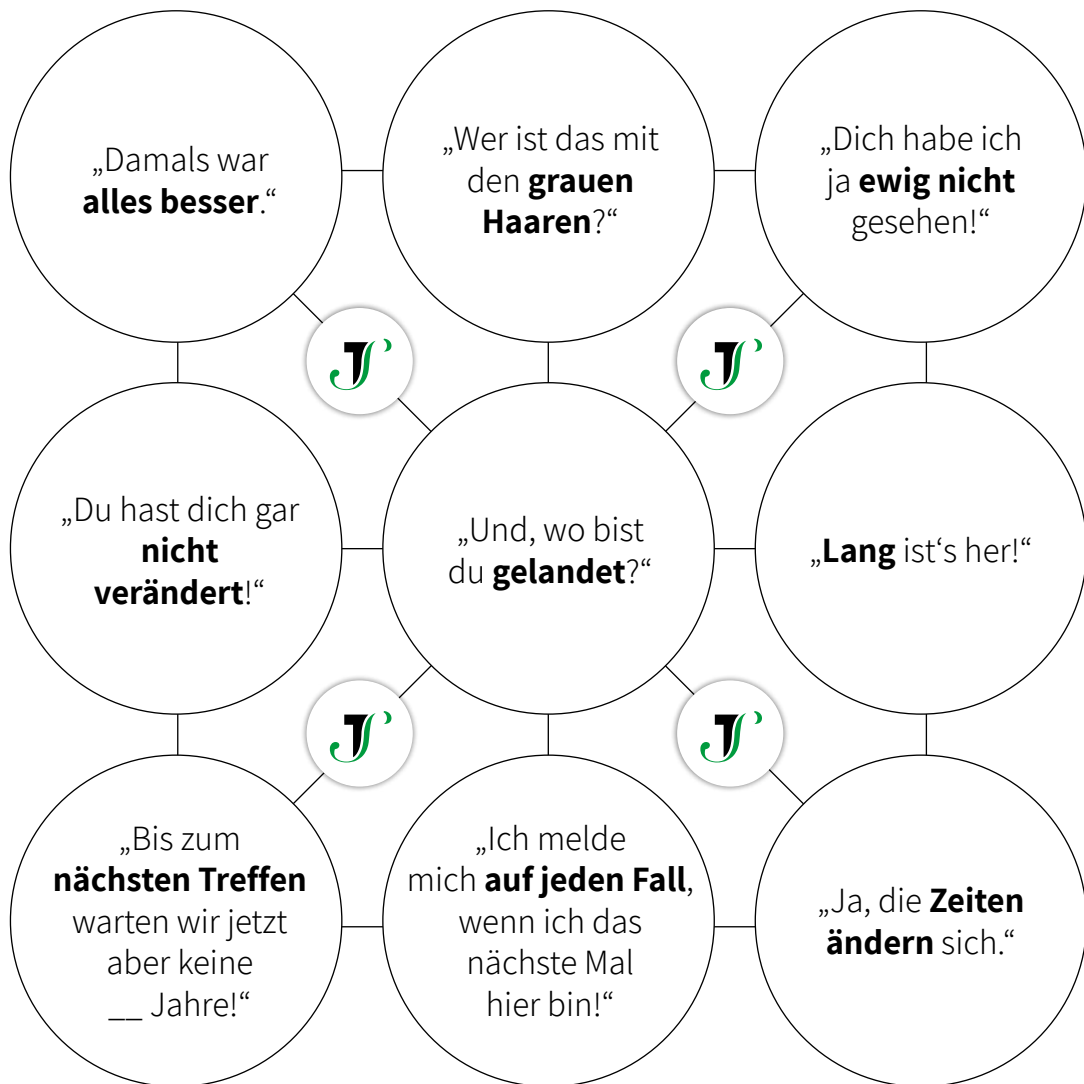 „Damals war
alles besser.“
„Wer ist das mit
den grauen
Haaren?“
„Dich habe ich
ja ewig nicht
gesehen!“
„Du hast dich gar
nicht
verändert!“
„Und, wo bist
du gelandet?“
„Lang ist‘s her!“
„Bis zum
nächsten Treffen
warten wir jetzt
aber keine
__ Jahre!“
„Ich melde
mich auf jeden Fall,
wenn ich das
nächste Mal
hier bin!“
„Ja, die Zeiten
ändern sich.“